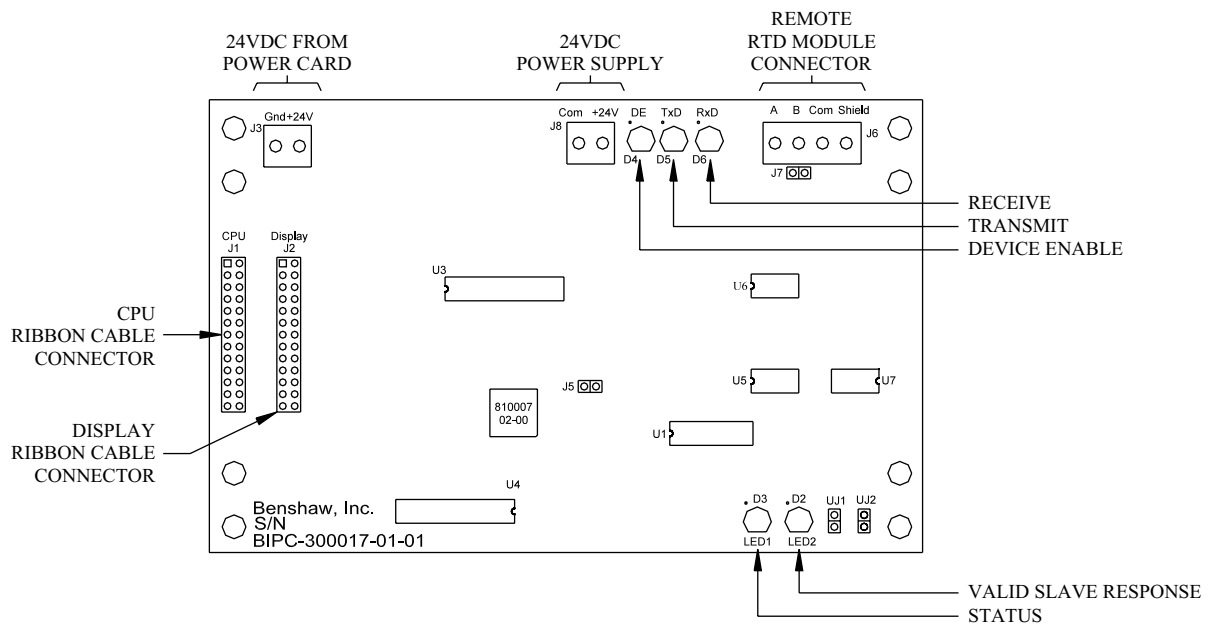 24VDC FROM
POWER CARD
24VDC
POWER SUPPLY
REMOTE
RTD MODULE
CONNECTOR
Gnd+24V
J3
Com +24V
J8
DE TxD RxD
D4 D5 D6
A B Com Shield
J6
J7
RECEIVE
TRANSMIT
DEVICE ENABLE
CPU
J1
Display
J2
U3
U6
CPU
RIBBON CABLE
CONNECTOR
J5
U5
U7
810007
02-00
U1
DISPLAY
RIBBON CABLE
CONNECTOR
U4
Benshaw, Inc.
S/N
BIPC-300017-01-01
D3 D2 UJ1 UJ2
LED1 LED2
VALID SLAVE RESPONSE
STATUS